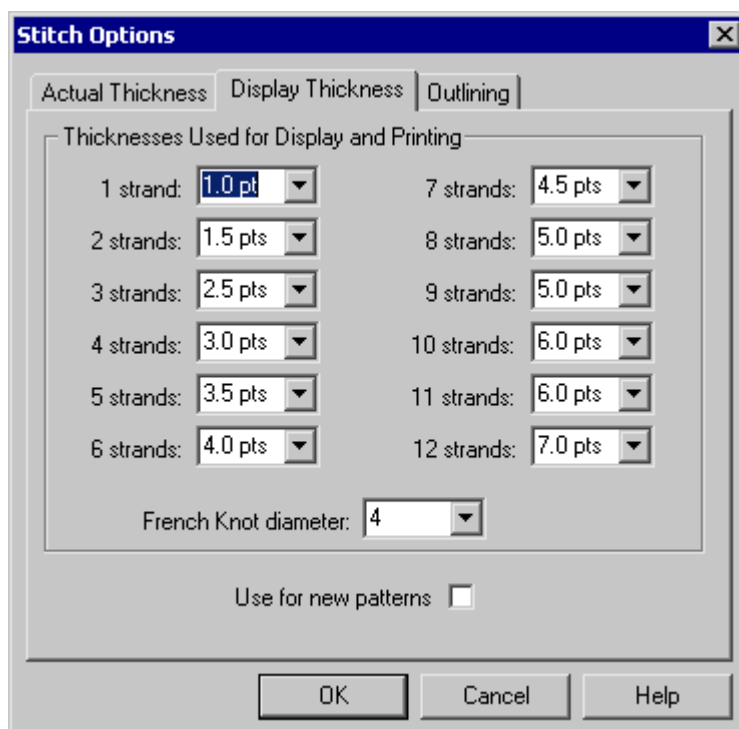 Stitch Options
Actual Thickness Display Thickness Outlining
Thicknesses Used for Display and Printing
1 strand: 1.0 pt 7 strands: 4.5 pts
2 strands: 1.5 pts 8 strands: 5.0 pts
3 strands: 2.5 pts 9 strands: 5.0 pts
4 strands: 3.0 pts 10 strands: 6.0 pts
5 strands: 3.5 pts 11 strands: 6.0 pts
6 strands: 4.0 pts 12 strands: 7.0 pts
French Knot diameter: 4
Use for new patterns
OK Cancel Help